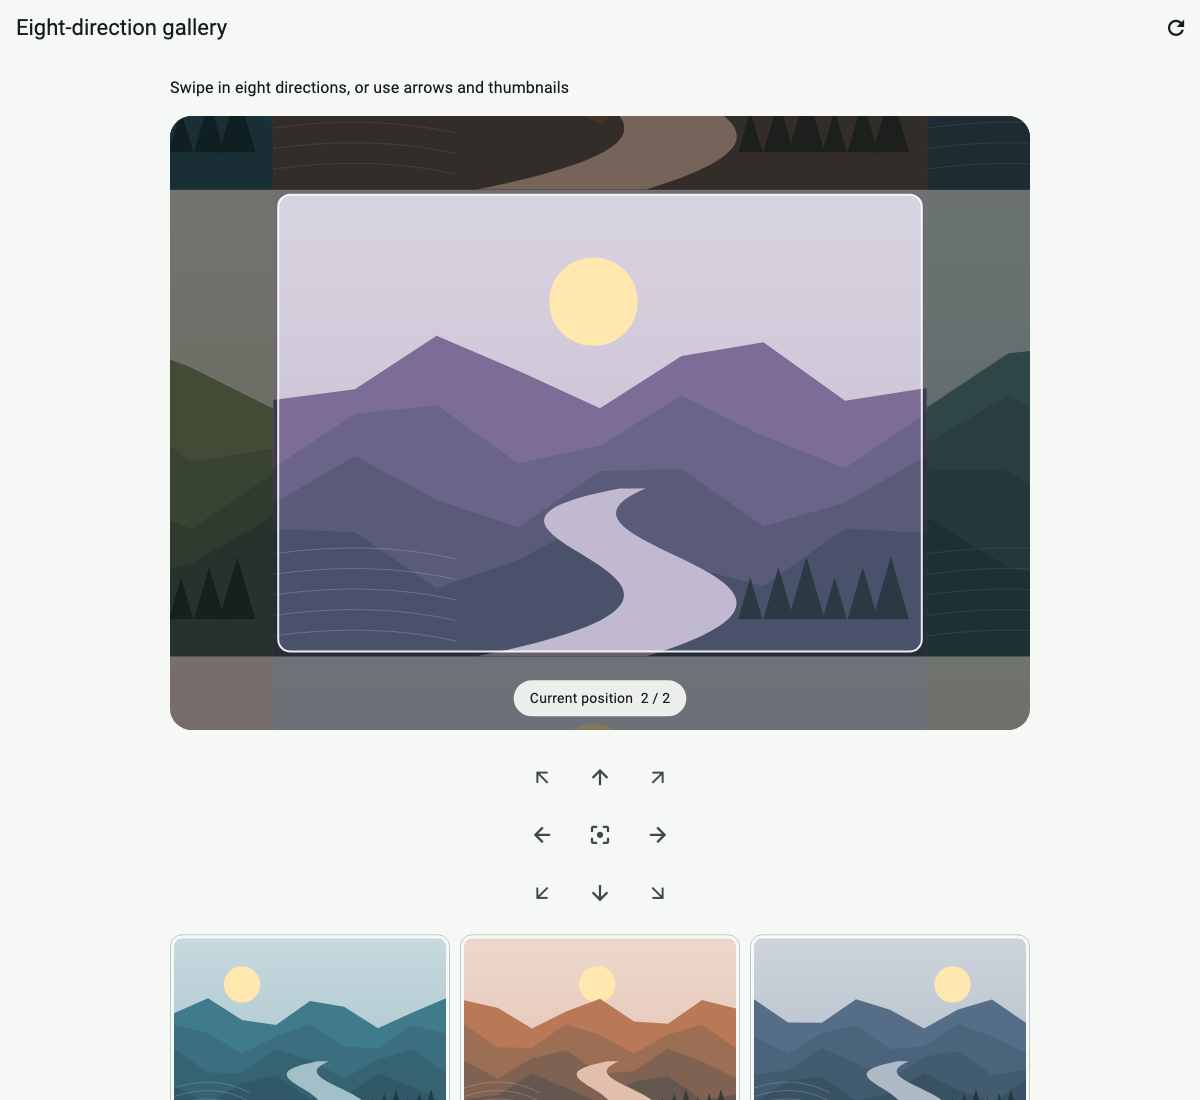 Eight-direction gallery
Swipe in eight directions, or use arrows and thumbnails
Current position 2 / 2